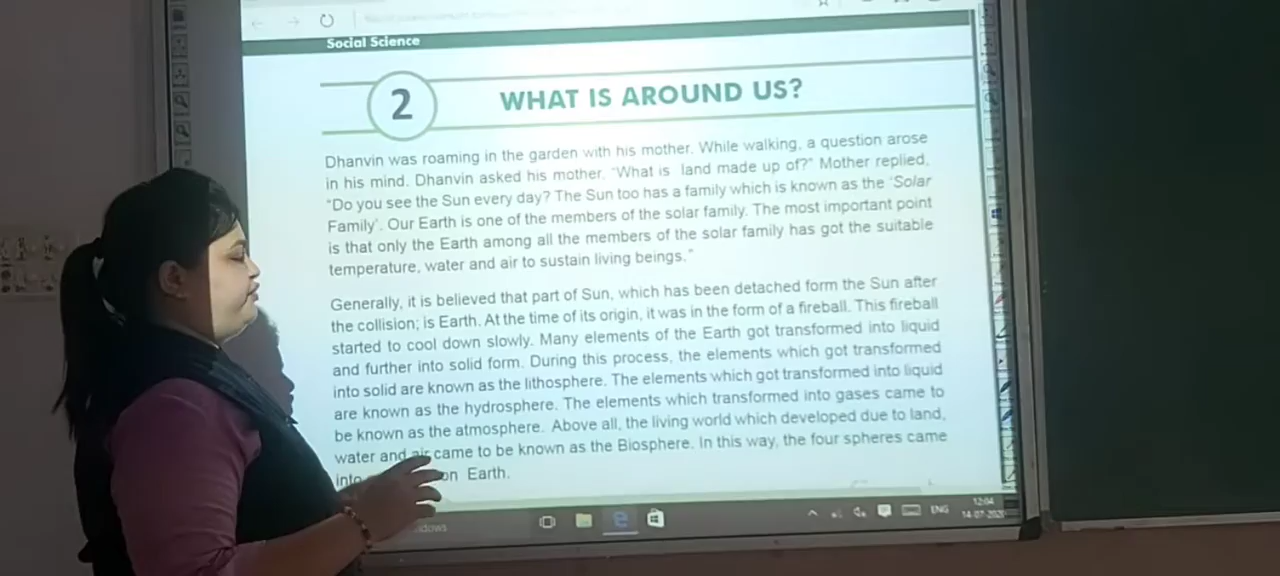 Social Science
2
WHAT IS AROUND US?
Dhanvin was roaming in the garden with his mother. While walking, a question arose
in his mind. Dhanvin asked his mother, "What is land made up of?" Mother replied,
"Do you see the Sun every day? The Sun too has a family which is known as the 'Solar
Family'. Our Earth is one of the members of the solar family. The most important point
is that only the Earth among all the members of the solar family has got the suitable
temperature, water and air to sustain living beings."
Generally, it is believed that part of Sun, which has been detached form the Sun after
the collision; is Earth. At the time of its origin, it was in the form of a fireball. This fireball
started to cool down slowly. Many elements of the Earth got transformed into liquid
and further into solid form. During this process, the elements which got transformed
into solid are known as the lithosphere. The elements which got transformed into liquid
are known as the hydrosphere. The elements which transformed into gases came to
be known as the atmosphere. Above all, the living world which developed due to land,
water and air came to be known as the Biosphere. In this way, the four spheres came
into on Earth.
ENG
12:04